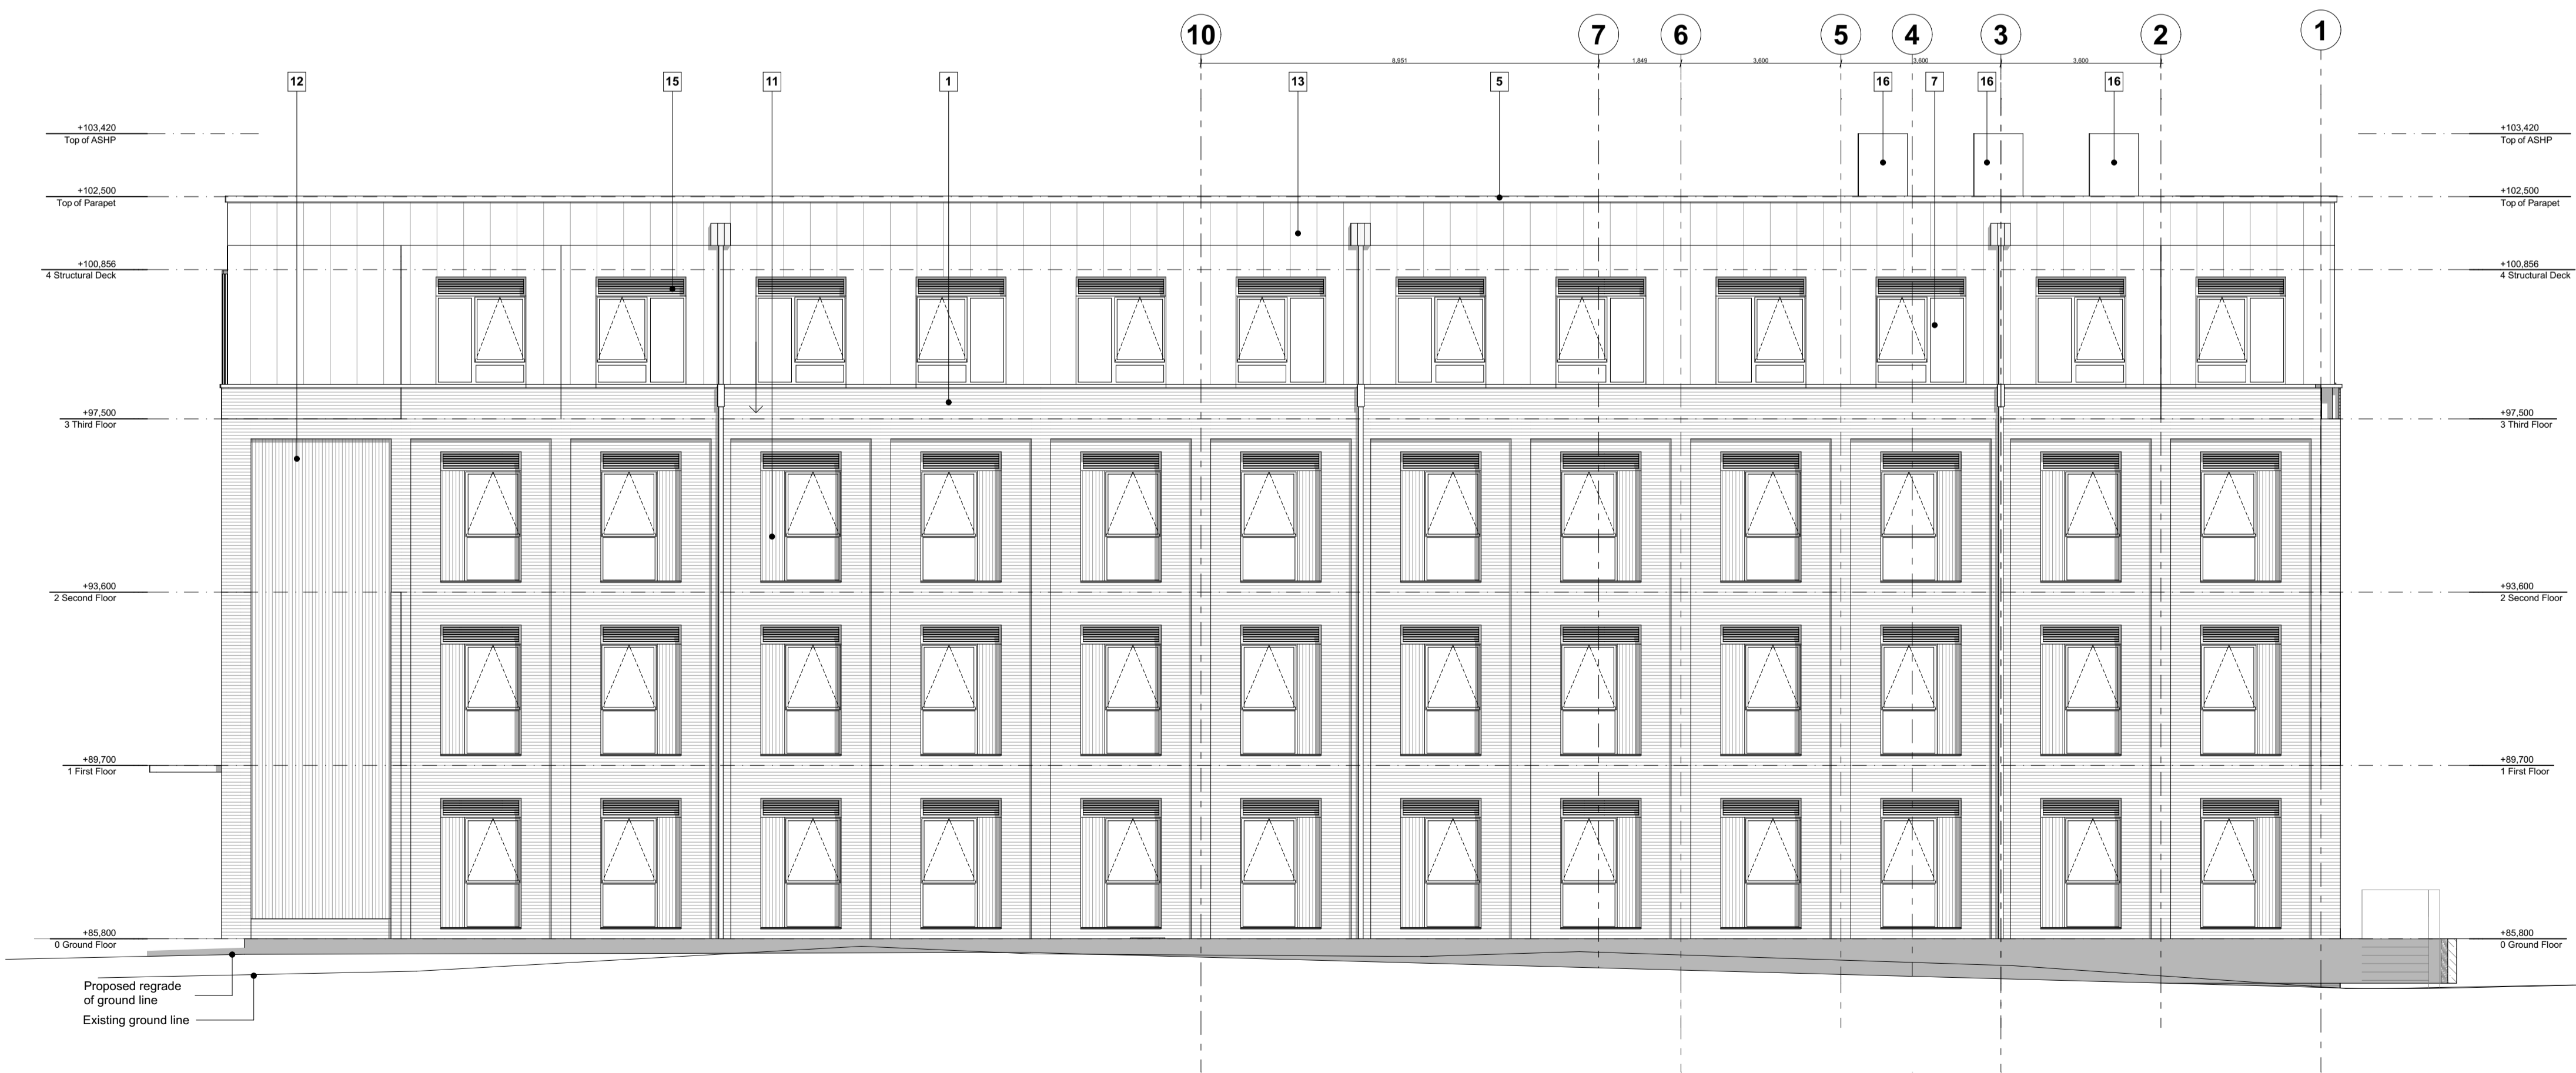 10
7
6
5
4
3
2
1
8,951
1,849
3,600
3,600
3,600
12
15
11
1
13
5
16
7
16
16
+103,420
Top of ASHP
+103,420
Top of ASHP
+102,500
Top of Parapet
+102,500
Top of Parapet
+100,856
4 Structural Deck
+100,856
4 Structural Deck
+97,500
3 Third Floor
+97,500
3 Third Floor
+93,600
2 Second Floor
+93,600
2 Second Floor
+89,700
1 First Floor
+89,700
1 First Floor
+85,800
0 Ground Floor
+85,800
0 Ground Floor
Proposed regrade
of ground line
Existing ground line